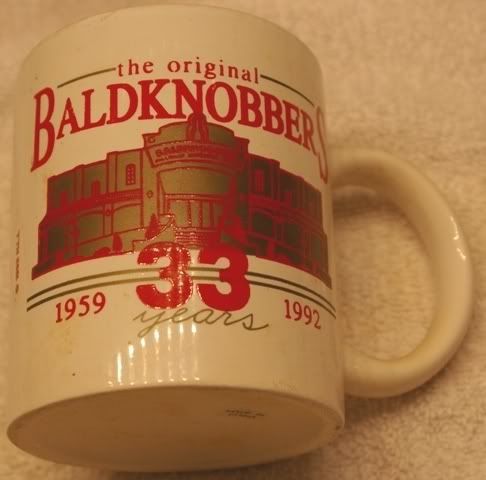 the original
BALDKNOBBERS
33
1959 years 1992